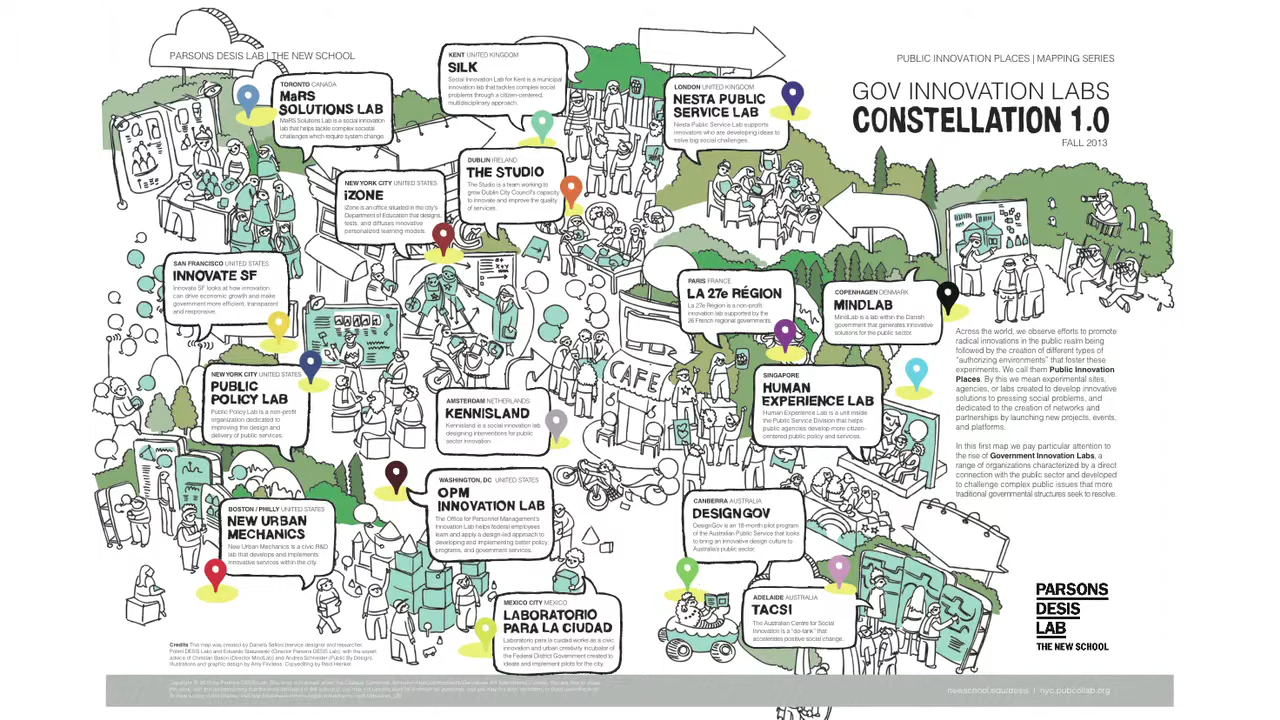 PARSONS DESIS LAB | THE NEW SCHOOL
PUBLIC INNOVATION PLACES | MAPPING SERIES
GOV INNOVATION LABS
CONSTELLATION 1.0
FALL 2013
KENT UNITED KINGDOM
SILK
Social Innovation Lab for Kent is a municipal
innovation lab that tackles complex social
problems through a citizen-centered,
multidisciplinary approach.
TORONTO CANADA
MaRS
SOLUTIONS LAB
MaRS Solutions Lab is a social innovation
lab that helps tackle complex societal
challenges which require system change.
LONDON UNITED KINGDOM
NESTA PUBLIC
SERVICE LAB
Nesta Public Service Lab supports
innovators who are developing ideas to
solve big social challenges.
DUBLIN IRELAND
THE STUDIO
The Studio is a team working to
grow Dublin City Council's capacity
to innovate and improve the quality
of services.
NEW YORK CITY UNITED STATES
iZONE
iZone is an office situated in the city's
Department of Education that designs,
tests, and diffuses innovative
personalized learning models.
SAN FRANCISCO UNITED STATES
INNOVATE SF
Innovate SF looks at how innovation
can drive economic growth and make
government more efficient, transparent
and responsive.
PARIS FRANCE
LA 27e RÉGION
La 27e Région is a non-profit
innovation lab supported by the
26 French regional governments.
COPENHAGEN DENMARK
MINDLAB
MindLab is a lab within the Danish
government that generates innovative
solutions for the public sector.
NEW YORK CITY UNITED STATES
PUBLIC
POLICY LAB
Public Policy Lab is a non-profit
organization dedicated to
improving the design and
delivery of public services.
CAFE
SINGAPORE
HUMAN
EXPERIENCE LAB
Human Experience Lab is a unit inside
the Public Service Division that helps
public agencies develop more citizen-
centered public policy and services.
AMSTERDAM NETHERLANDS
KENNISLAND
Kennisland is a social innovation lab
designing interventions for public
sector innovation.
Across the world, we observe efforts to promote
radical innovations in the public realm being
followed by the creation of different types of
"authorizing environments" that foster these
experiments. We call them Public Innovation
Places. By this we mean experimental sites,
agencies, or labs created to develop innovative
solutions to pressing social problems, and
dedicated to the creation of networks and
partnerships by launching new projects, events,
and platforms.
In this first map we pay particular attention to
the rise of Government Innovation Labs, a
range of organizations characterized by a direct
connection with the public sector and developed
to challenge complex public issues that more
traditional governmental structures seek to resolve.
WASHINGTON, DC UNITED STATES
OPM
INNOVATION LAB
The Office for Personnel Management's
Innovation Lab helps federal employees
learn and apply a design-led approach to
developing and implementing better policy
programs, and government services.
BOSTON / PHILLY UNITED STATES
NEW URBAN
MECHANICS
New Urban Mechanics is a civic R&D
lab that develops and implements
innovative services within the city.
CANBERRA AUSTRALIA
DESIGNGOV
DesignGov is an 18-month pilot program
of the Australian Public Service that looks
to bring an innovative design culture to
Australia's public sector.
ADELAIDE AUSTRALIA
TACSI
The Australian Centre for Social
Innovation is a "do-tank" that
accelerates positive social change.
MEXICO CITY MEXICO
LABORATORIO
PARA LA CIUDAD
Laboratorio para la ciudad works as a civic
innovation and urban creativity incubator of
the Federal District Government created to
ideate and implement pilots for the city.
PARSONS
DESIS
LAB
THE NEW SCHOOL
newschool.edu/desis | nyc.pubcollab.org